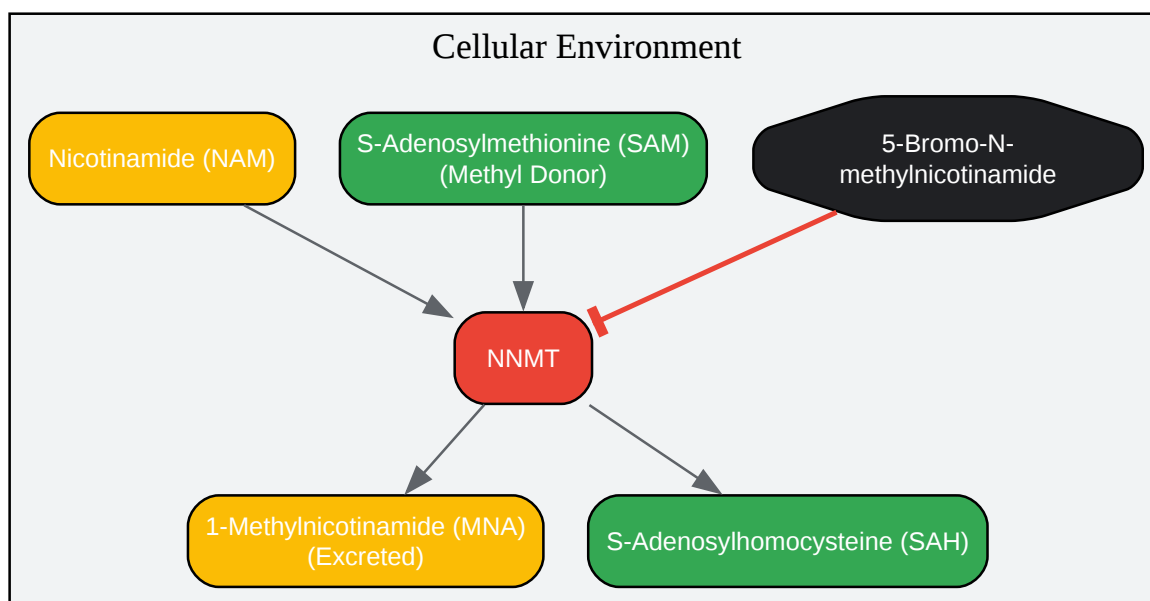 Cellular Environment
Nicotinamide (NAM)
S-Adenosylmethionine (SAM)
(Methyl Donor)
5-Bromo-N-
methylnicotinamide
NNMT
1-Methylnicotinamide (MNA)
(Excreted)
S-Adenosylhomocysteine (SAH)